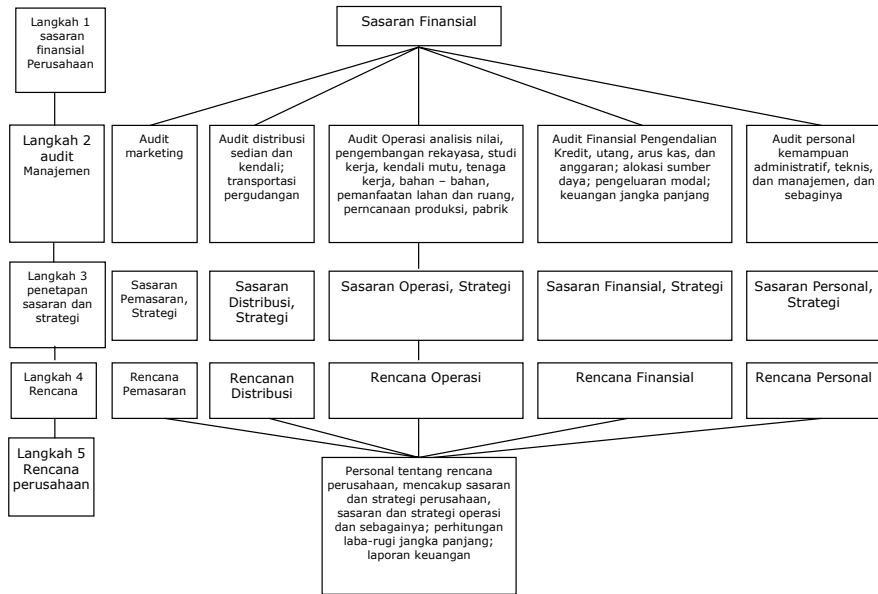 Langkah 1
sasaran
finansial
Perusahaan
Sasaran Finansial
Langkah 2
audit
Manajemen
Audit
marketing
Audit distribusi
sedian dan
kendali;
transportasi
pergudangan
Audit Operasi analisis nilai,
pengembangan rekayasa, studi
kerja, kendali mutu, tenaga
kerja, bahan – bahan,
pemanfaatan lahan dan ruang,
perncanaan produksi, pabrik
Audit Finansial Pengendalian
Kredit, utang, arus kas, dan
anggaran; alokasi sumber
daya; pengeluran modal;
keuangan jangka panjang
Audit personal
kemampuan
administratif, teknis,
dan manajemen, dan
sebaginya
Langkah 3
penetapan
sasaran dan
strategi
Sasaran
Pemasaran,
Strategi
Sasaran
Distribusi,
Strategi
Sasaran Operasi, Strategi
Sasaran Finansial, Strategi
Sasaran Personal,
Strategi
Langkah 4
Rencana
Rencana
Pemasaran
Rencanan
Distribusi
Rencana Operasi
Rencana Finansial
Rencana Personal
Langkah 5
Rencana
perusahaan
Personal tentang rencana
perusahaan, mencakup sasaran
dan strategi perusahaan,
sasaran dan strategi operasi
dan sebagainya; perhitungan
laba-rugi jangka panjang;
laporan keuangan